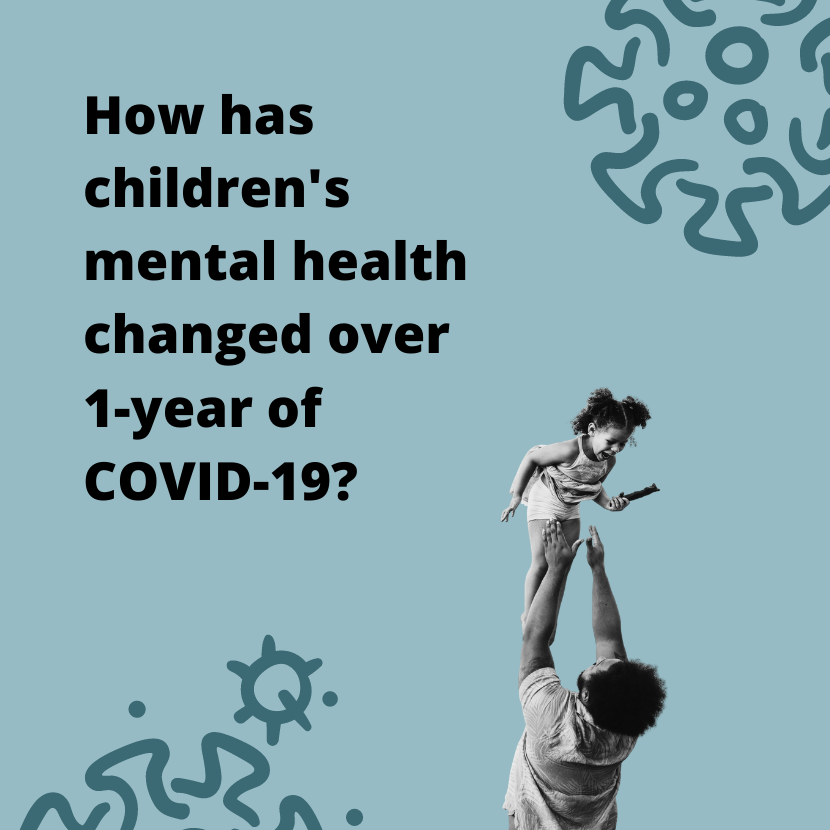 How has
children's
mental health
changed over
1-year of
COVID-19?